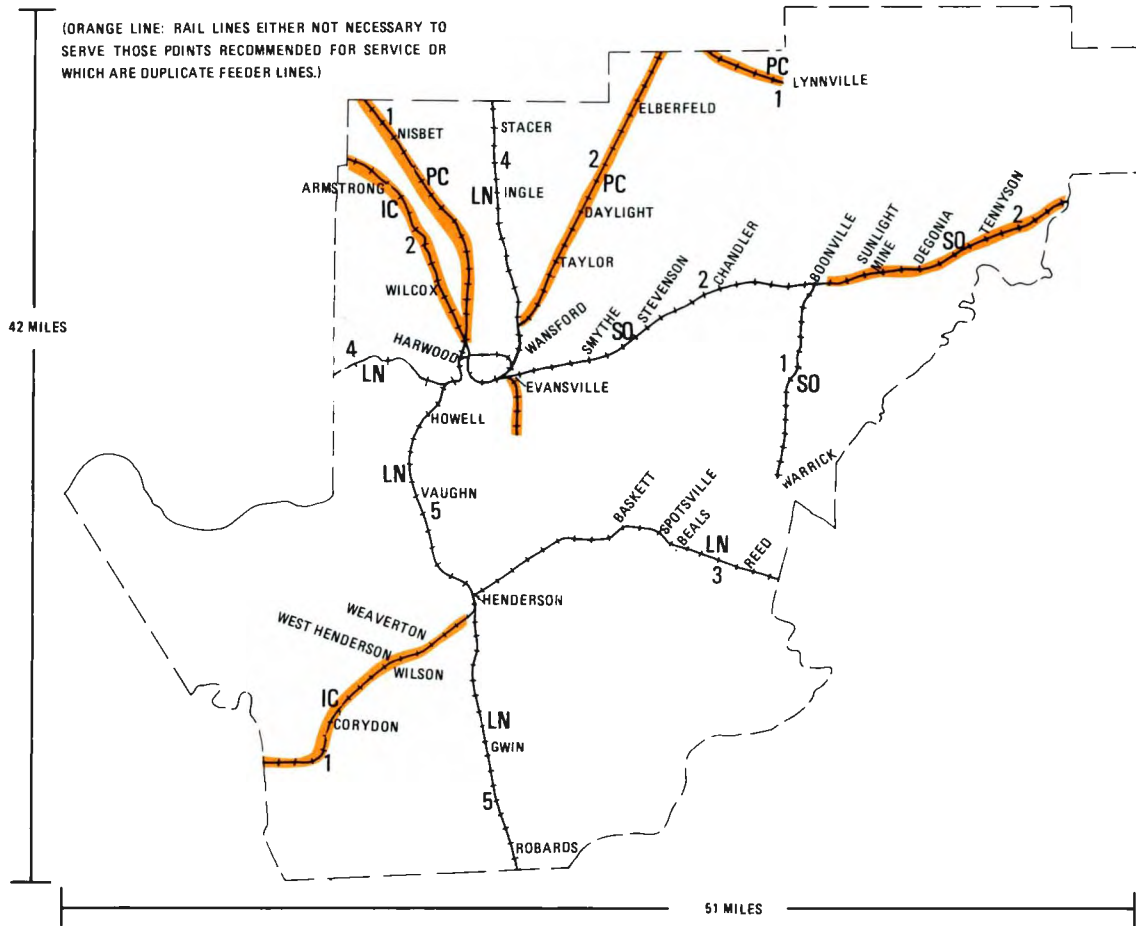 (ORANGE LINE: RAIL LINES EITHER NOT NECESSARY TO
SERVE THOSE POINTS RECOMMENDED FOR SERVICE OR
WHICH ARE DUPLICATE FEEDER LINES.)
PC
1
LYNNVILLE
1
NISBET
PC
STACER
4
LN
INGLE
ELBERFELD
2
PC
DAYLIGHT
TAYLOR
ARMSTRONG
IC
2
WILCOX
TENNYSON
2
SO
DEGONIA
SUNLIGHT
MINE
BOONVILLE
CHANDLER
2
STEVENSON
SO
SMYTHE
WANSFORD
42 MILES
HARWOOD
4
LN
EVANSVILLE
HOWELL
1
SO
WARRICK
LN
VAUGHN
5
BASKETT
SPOTSVILLE
BEALS
LN
3
REED
HENDERSON
WEAVERTON
WEST HENDERSON
WILSON
IC
CORYDON
1
LN
GWIN
5
ROBARDS
51 MILES